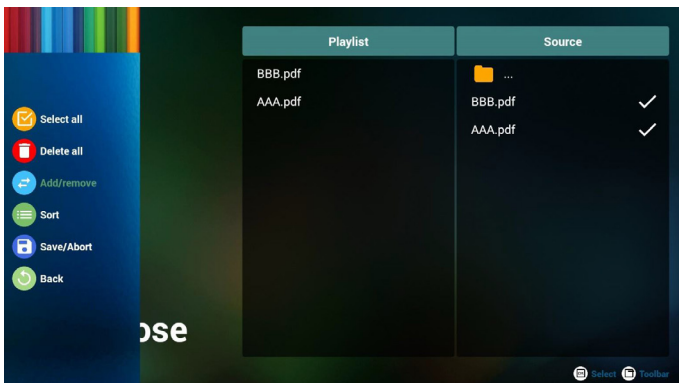 Playlist
Source
BBB.pdf
AAA.pdf
...
BBB.pdf
AAA.pdf
Select all
Delete all
Add/remove
Sort
Save/Abort
Back
ose
Select
Toolbar